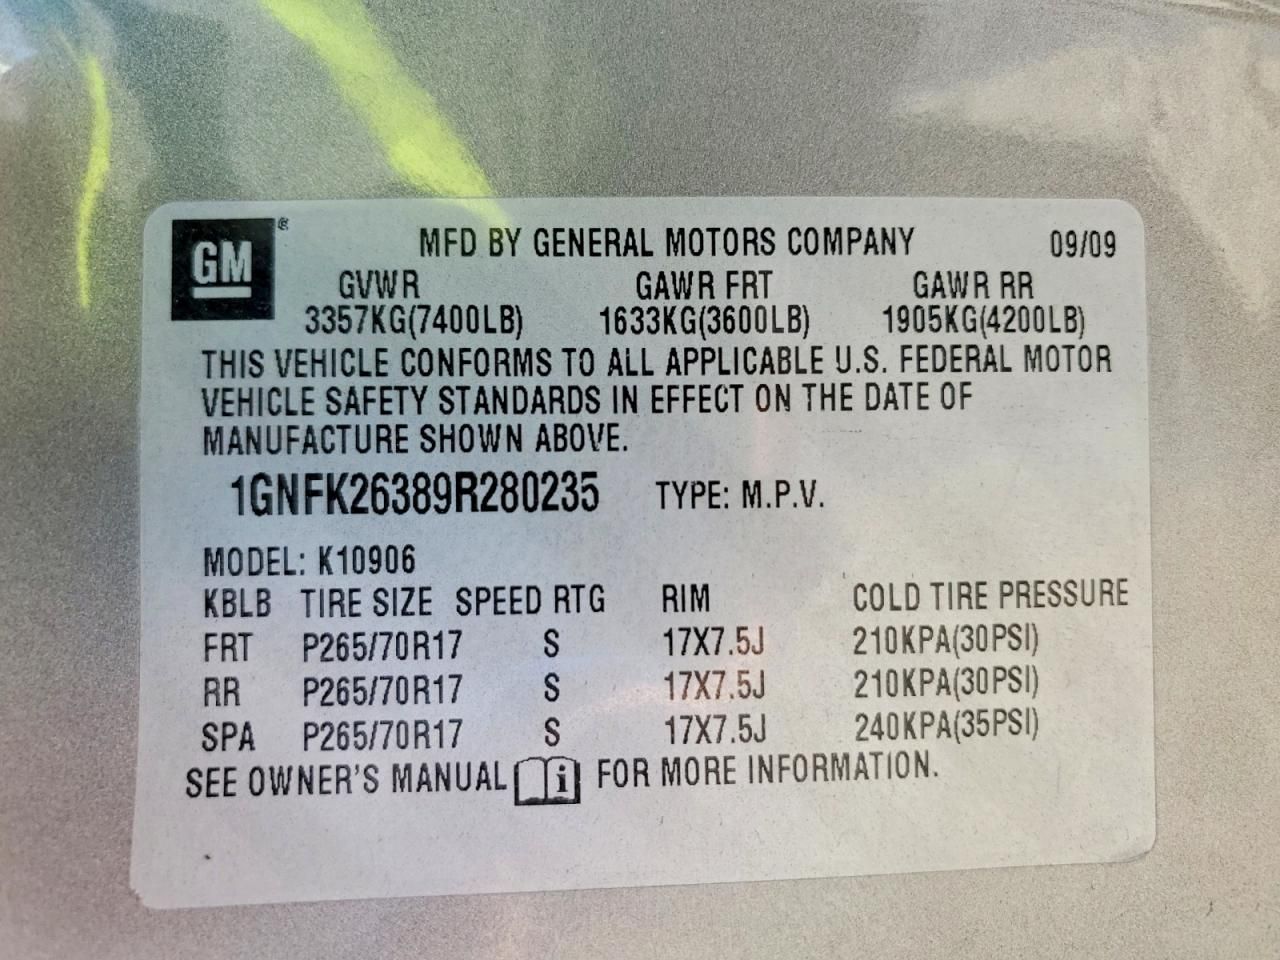 GM®
MFD BY GENERAL MOTORS COMPANY 09/09
GVWR GAWR FRT GAWR RR
3357KG(7400LB) 1633KG(3600LB) 1905KG(4200LB)
THIS VEHICLE CONFORMS TO ALL APPLICABLE U.S. FEDERAL MOTOR
VEHICLE SAFETY STANDARDS IN EFFECT ON THE DATE OF
MANUFACTURE SHOWN ABOVE.
1GNFK26389R280235 TYPE: M.P.V.
MODEL: K10906
KBLB TIRE SIZE SPEED RTG RIM COLD TIRE PRESSURE
FRT P265/70R17 S 17X7.5J 210KPA(30PSI)
RR P265/70R17 S 17X7.5J 210KPA(30PSI)
SPA P265/70R17 S 17X7.5J 240KPA(35PSI)
SEE OWNER'S MANUAL i FOR MORE INFORMATION.